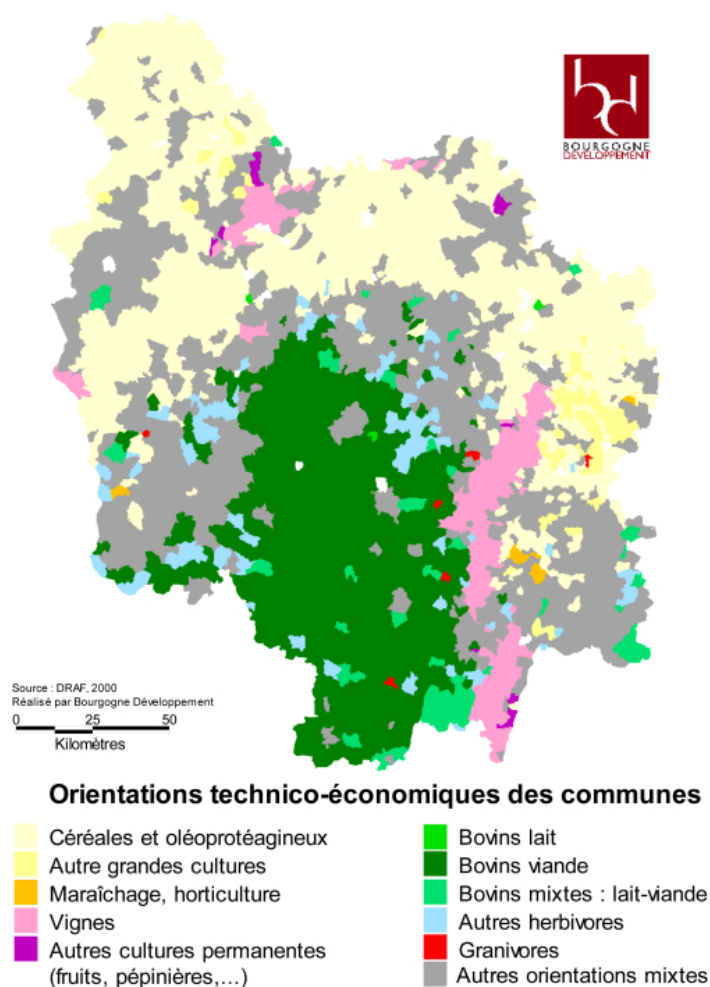 BOURGOGNE
DEVELOPPEMENT
Source : DRAF, 2000
Réalisé par Bourgogne Développement
0 25 50
Kilomètres
Orientations technico-économiques des communes
Céréales et oléoprotéagineux
Autre grandes cultures
Maraîchage, horticulture
Vignes
Autres cultures permanentes
(fruits, pépinières,...)
Bovins lait
Bovins viande
Bovins mixtes : lait-viande
Autres herbivores
Granivores
Autres orientations mixtes